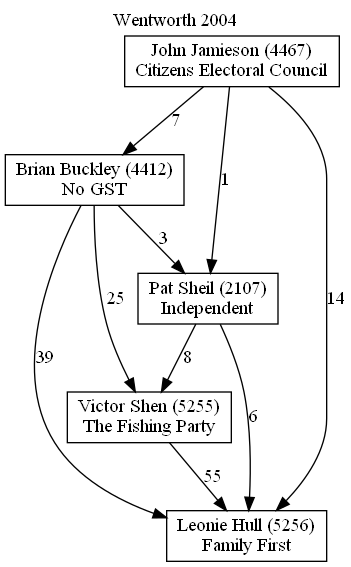 Wentworth 2004
John Jamieson (4467)
Citizens Electoral Council
7
1
14
Brian Buckley (4412)
No GST
3
25
39
Pat Sheil (2107)
Independent
8
6
Victor Shen (5255)
The Fishing Party
55
Leonie Hull (5256)
Family First